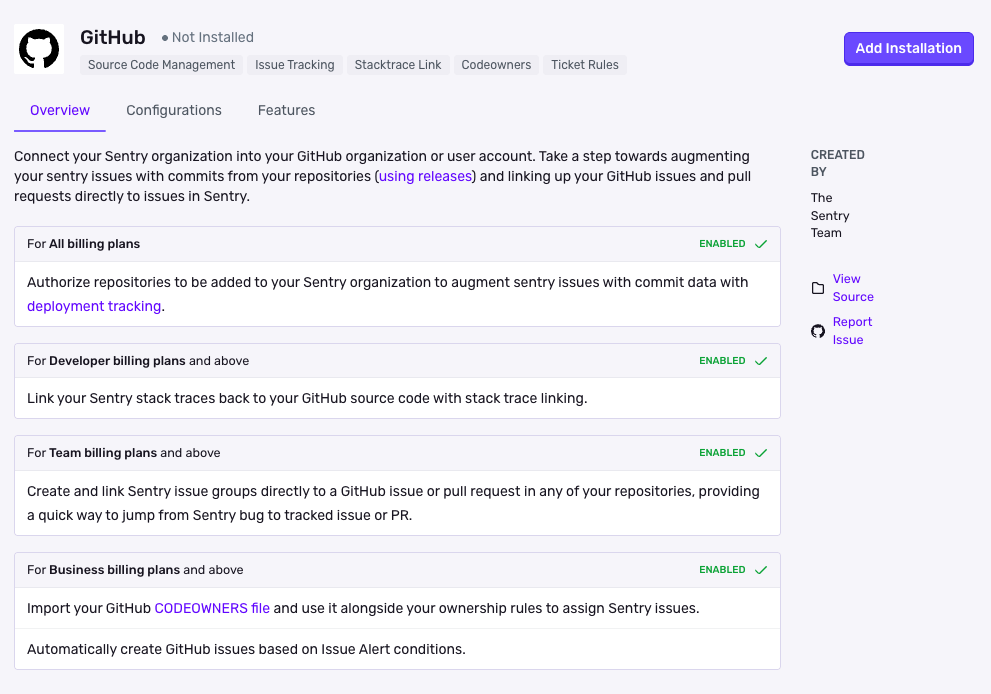 GitHub
Not Installed
Add Installation
Source Code Management
Issue Tracking
Stacktrace Link
Codeowners
Ticket Rules
Overview
Configurations
Features
Connect your Sentry organization into your GitHub organization or user account. Take a step towards augmenting
your sentry issues with commits from your repositories (using releases) and linking up your GitHub issues and pull
requests directly to issues in Sentry.
For All billing plans
ENABLED
Authorize repositories to be added to your Sentry organization to augment sentry issues with commit data with
deployment tracking.
For Developer billing plans and above
ENABLED
Link your Sentry stack traces back to your GitHub source code with stack trace linking.
For Team billing plans and above
ENABLED
Create and link Sentry issue groups directly to a GitHub issue or pull request in any of your repositories, providing
a quick way to jump from Sentry bug to tracked issue or PR.
For Business billing plans and above
ENABLED
Import your GitHub CODEOWNERS file and use it alongside your ownership rules to assign Sentry issues.
Automatically create GitHub issues based on Issue Alert conditions.
CREATED
BY
The
Sentry
Team
View
Source
Report
Issue